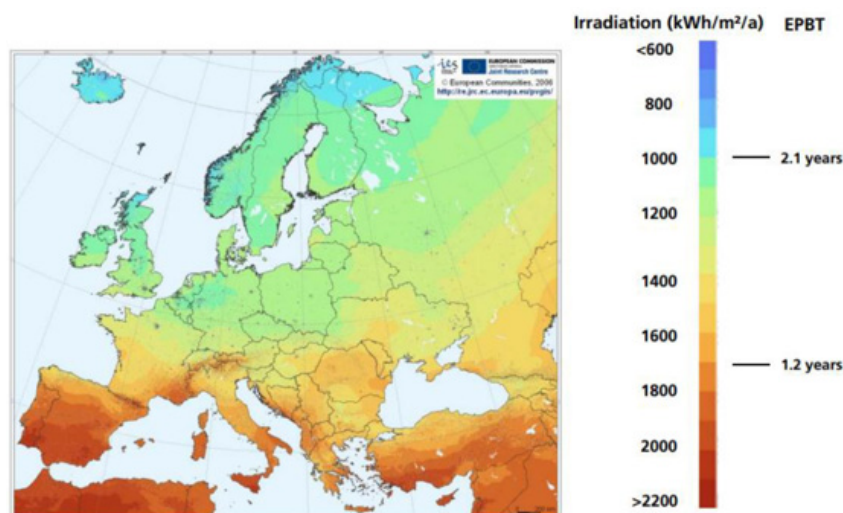 Irradiation (kWh/m²/a) EPBT
<600
800
1000
2.1 years
1200
1400
1600
1.2 years
1800
2000
>2200
EUROPEAN COMMISSION
Joint Research Centre
© European Communities, 2006
http://re.jrc.ec.europa.eu/pvgis/